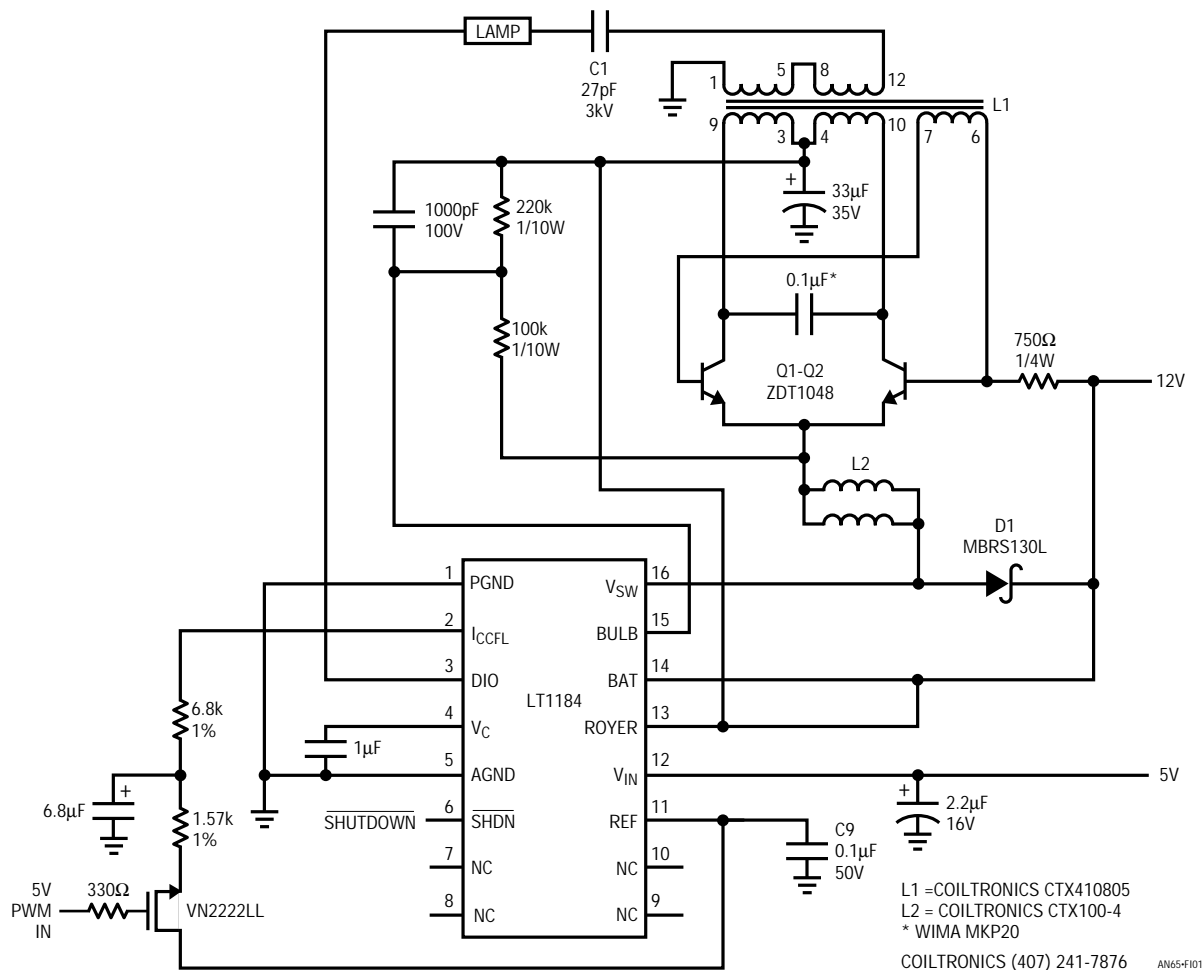 LAMP
C1
27pF
3kV
1
5
8
12
L1
9
3
4
10
7
6
+
33µF
35V
1000pF
100V
220k
1/10W
0.1µF*
100k
1/10W
Q1-Q2
ZDT1048
750Ω
1/4W
12V
L2
D1
MBRS130L
1
PGND
2
ICCFL
3
DIO
4
VC
5
AGND
6
SHDN
7
NC
8
NC
LT1184
16
VSW
15
BULB
14
BAT
13
ROYER
12
VIN
11
REF
10
NC
9
NC
6.8k
1%
1µF
+
6.8µF
1.57k
1%
SHUTDOWN
5V
PWM
IN
330Ω
VN2222LL
5V
+
2.2µF
16V
C9
0.1µF
50V
L1 =COILTRONICS CTX410805
L2 = COILTRONICS CTX100-4
* WIMA MKP20
COILTRONICS (407) 241-7876
AN65•FI01